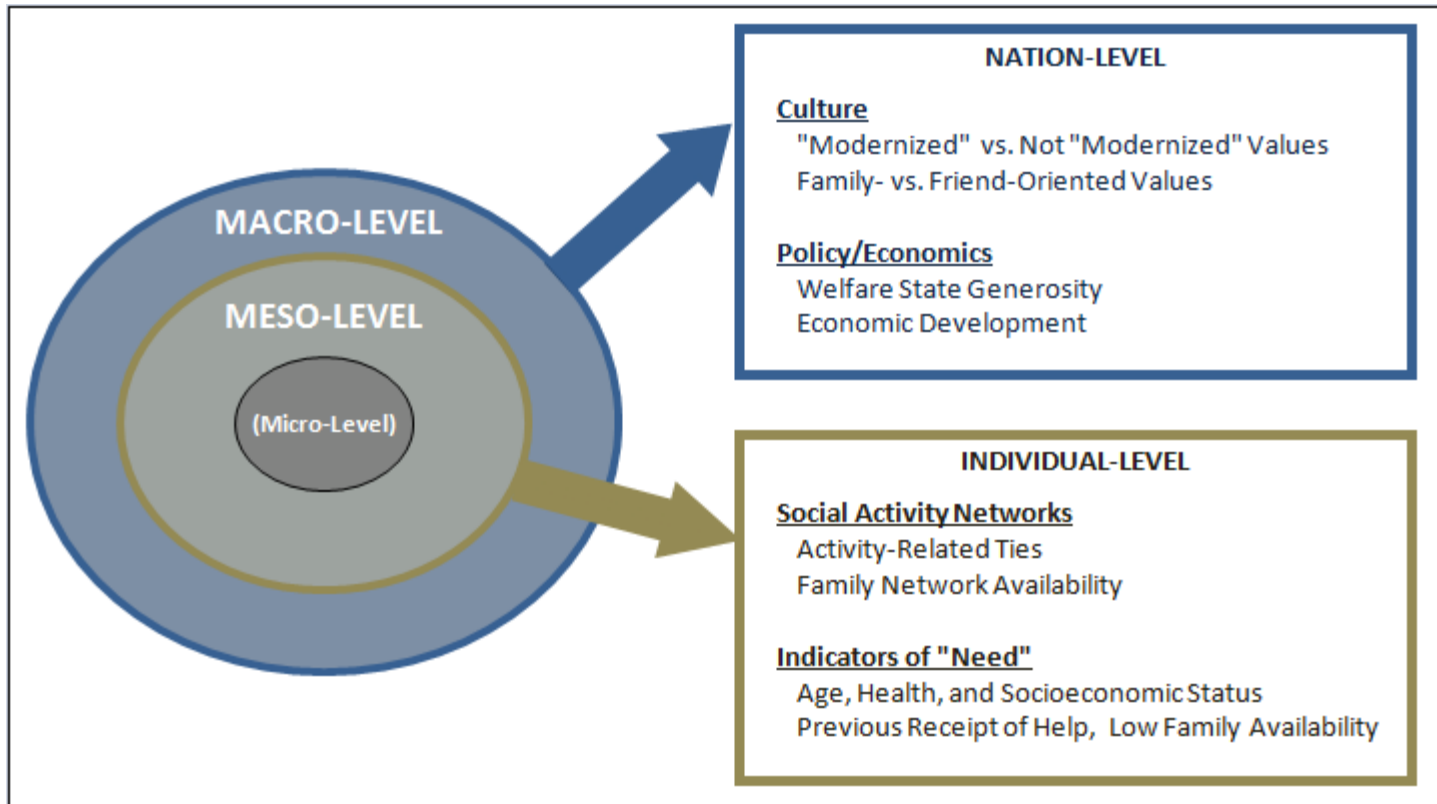 MACRO-LEVEL
MESO-LEVEL
(Micro-Level)
NATION-LEVEL
Culture
"Modernized" vs. Not "Modernized" Values
Family- vs. Friend-Oriented Values
Policy/Economics
Welfare State Generosity
Economic Development
INDIVIDUAL-LEVEL
Social Activity Networks
Activity-Related Ties
Family Network Availability
Indicators of "Need"
Age, Health, and Socioeconomic Status
Previous Receipt of Help, Low Family Availability